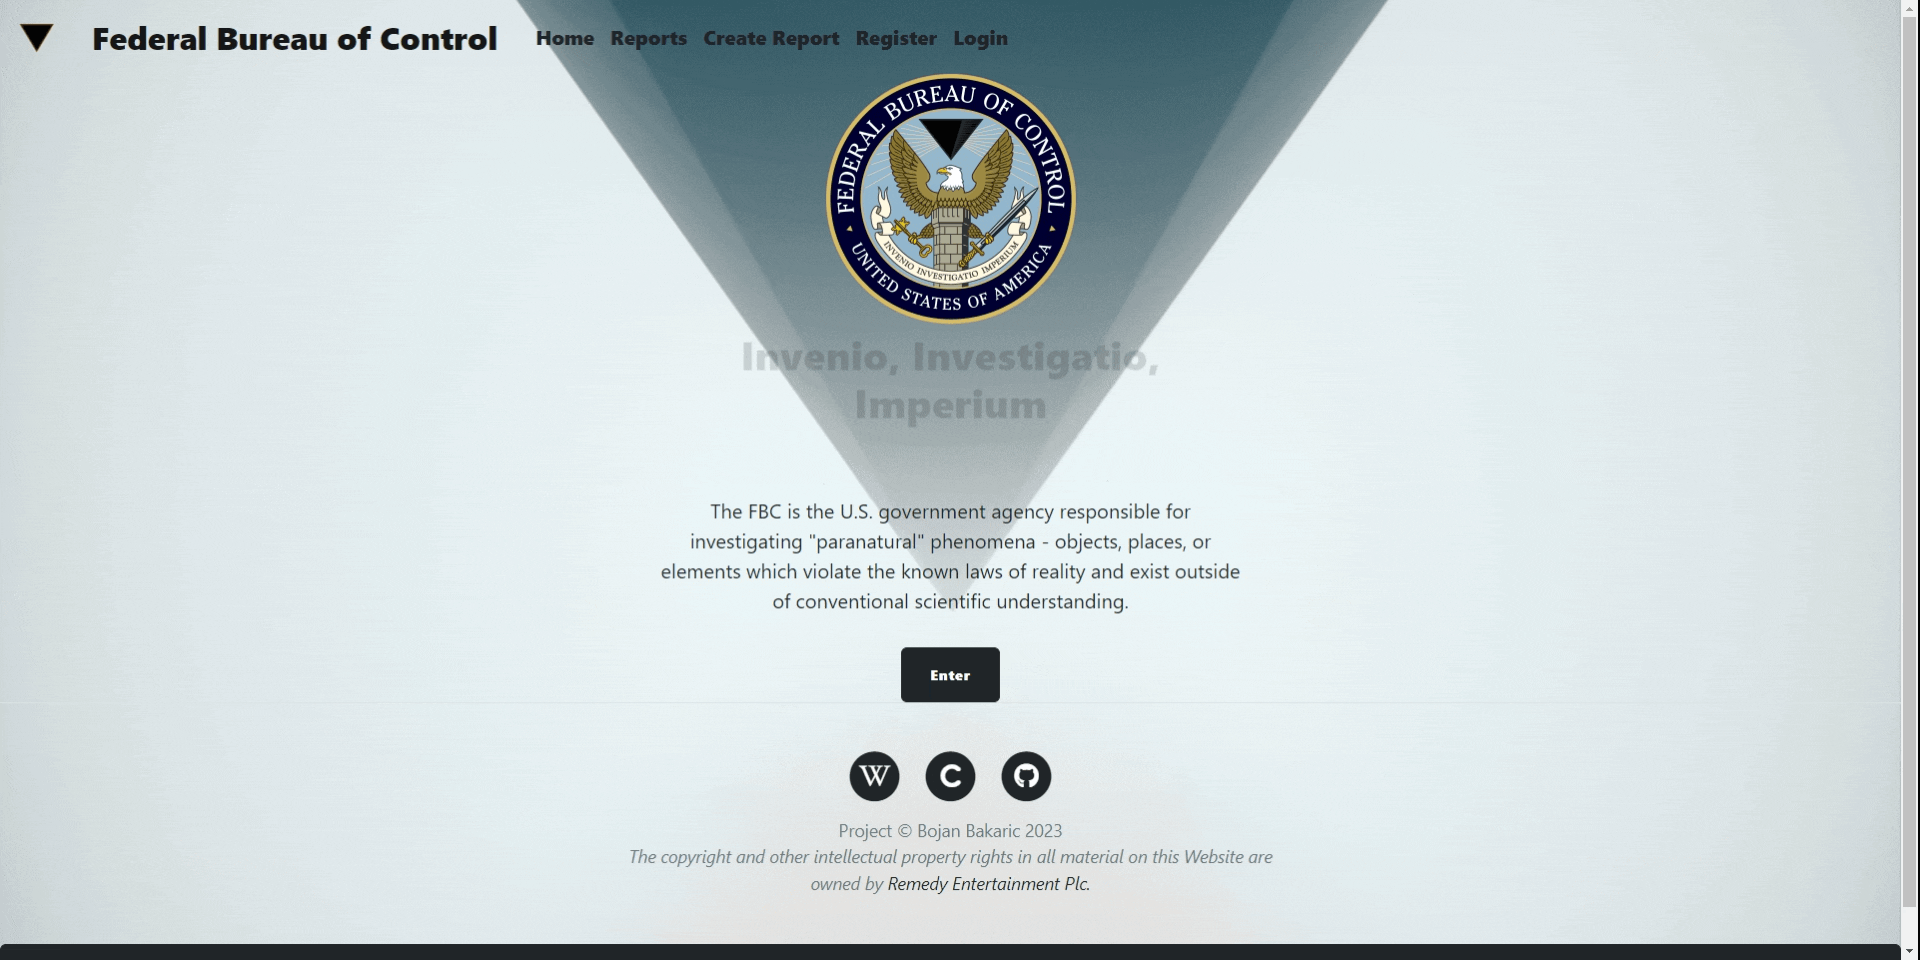 Federal Bureau of Control
Home Reports Create Report Register Login
FEDERAL BUREAU OF CONTROL
INVENIO INVESTIGATIO IMPERIUM
UNITED STATES OF AMERICA
Invenio, Investigatio,
Imperium
The FBC is the U.S. government agency responsible for
investigating "paranatural" phenomena - objects, places, or
elements which violate the known laws of reality and exist outside
of conventional scientific understanding.
Enter
W C
Project © Bojan Bakaric 2023
The copyright and other intellectual property rights in all material on this Website are
owned by Remedy Entertainment Plc.